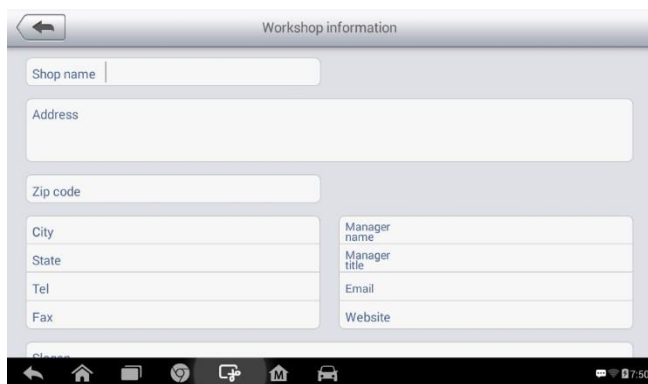 Workshop information
Shop name
Address
Zip code
City
State
Tel
Fax
Manager
name
Manager
title
Email
Website
Slogan
M
7:50